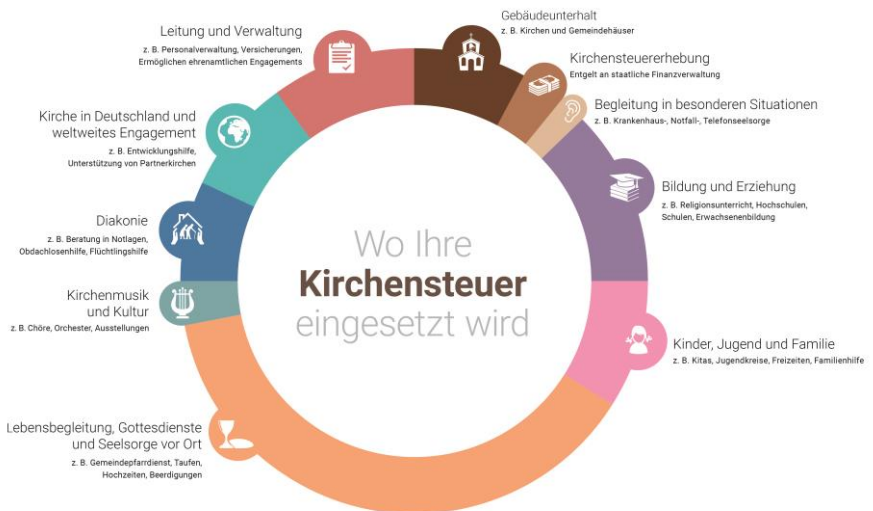 Leitung und Verwaltung
z. B. Personalverwaltung, Versicherungen,
Ermöglichen ehrenamtlichen Engagements
Gebäudeunterhalt
z. B. Kirchen und Gemeindehäuser
Kirchensteuererhebung
Entgelt an staatliche Finanzverwaltung
Begleitung in besonderen Situationen
z. B. Krankenhaus-, Notfall-, Telefonseelsorge
Kirche in Deutschland und
weltweites Engagement
z. B. Entwicklungshilfe,
Unterstützung von Partnerkirchen
Bildung und Erziehung
z. B. Religionsunterricht, Hochschulen,
Schulen, Erwachsenenbildung
Diakonie
z. B. Beratung in Notlagen,
Obdachlosenhilfe, Flüchtlingshilfe
Wo Ihre
Kirchensteuer
eingesetzt wird
Kirchenmusik
und Kultur
z. B. Chöre, Orchester, Ausstellungen
Kinder, Jugend und Familie
z. B. Kitas, Jugendkreise, Freizeiten, Familienhilfe
Lebensbegleitung, Gottesdienste
und Seelsorge vor Ort
z. B. Gemeindepfarrdienst, Taufen,
Hochzeiten, Beerdigungen